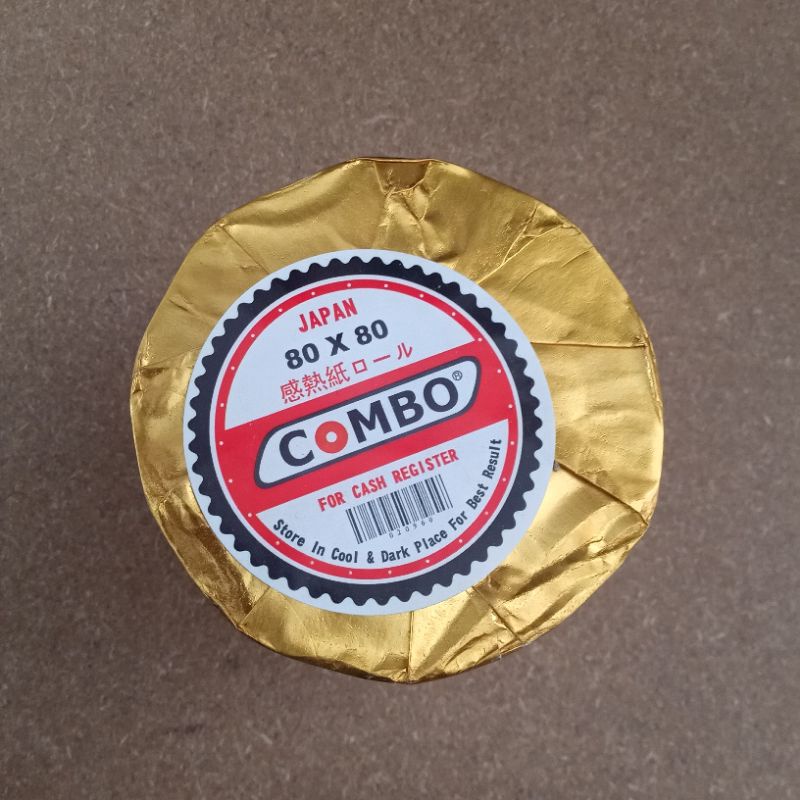 JAPAN
80 X 80
感熱紙ロール
COMBO®
FOR CASH REGISTER
020960
Store In Cool & Dark Place For Best Result